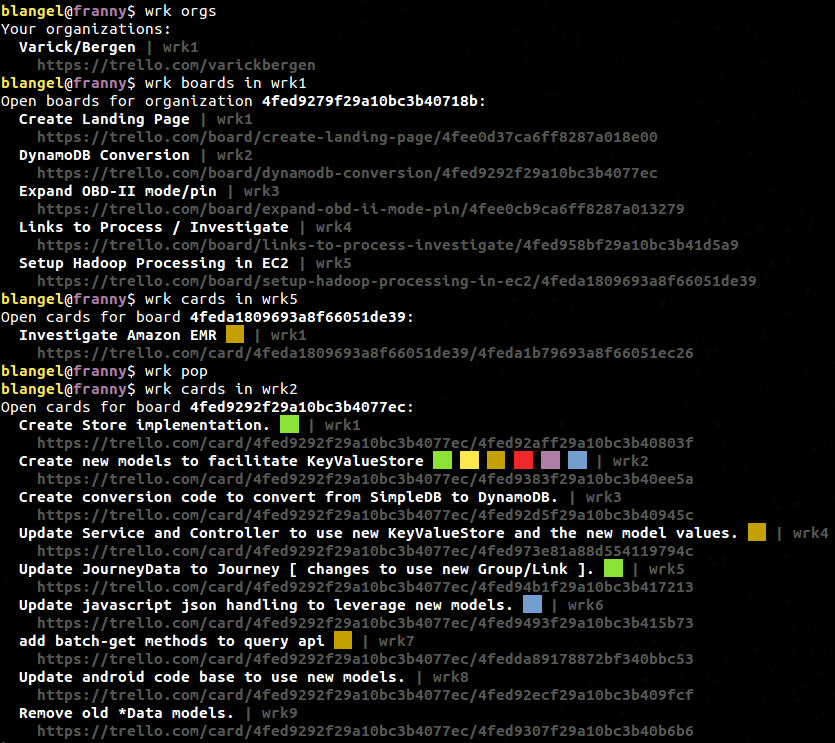 blangel@franny$ wrk orgs
Your organizations:
Varick/Bergen | wrk1
https://trello.com/varickbergen
blangel@franny$ wrk boards in wrk1
Open boards for organization 4fed9279f29a10bc3b40718b:
Create Landing Page | wrk1
https://trello.com/board/create-landing-page/4fee0d37ca6ff8287a018e00
DynamoDB Conversion | wrk2
https://trello.com/board/dynamodb-conversion/4fed9292f29a10bc3b4077ec
Expand OBD-II mode/pin | wrk3
https://trello.com/board/expand-obd-ii-mode-pin/4fee0cb9ca6ff8287a013279
Links to Process / Investigate | wrk4
https://trello.com/board/links-to-process-investigate/4fed958bf29a10bc3b41d5a9
Setup Hadoop Processing in EC2 | wrk5
https://trello.com/board/setup-hadoop-processing-in-ec2/4feda1809693a8f66051de39
blangel@franny$ wrk cards in wrk5
Open cards for board 4feda1809693a8f66051de39:
Investigate Amazon EMR | wrk1
https://trello.com/card/4feda1809693a8f66051de39/4feda1b79693a8f66051ec26
blangel@franny$ wrk pop
blangel@franny$ wrk cards in wrk2
Open cards for board 4fed9292f29a10bc3b4077ec:
Create Store implementation. | wrk1
https://trello.com/card/4fed9292f29a10bc3b4077ec/4fed92aff29a10bc3b40803f
Create new models to facilitate KeyValueStore | wrk2
https://trello.com/card/4fed9292f29a10bc3b4077ec/4fed9383f29a10bc3b40ee5a
Create conversion code to convert from SimpleDB to DynamoDB. | wrk3
https://trello.com/card/4fed9292f29a10bc3b4077ec/4fed92d5f29a10bc3b40945c
Update Service and Controller to use new KeyValueStore and the new model values. | wrk4
https://trello.com/card/4fed9292f29a10bc3b4077ec/4fed973e81a88d554119794c
Update JourneyData to Journey [ changes to use new Group/Link ]. | wrk5
https://trello.com/card/4fed9292f29a10bc3b4077ec/4fed94b1f29a10bc3b417213
Update javascript json handling to leverage new models. | wrk6
https://trello.com/card/4fed9292f29a10bc3b4077ec/4fed9493f29a10bc3b415b73
add batch-get methods to query api | wrk7
https://trello.com/card/4fed9292f29a10bc3b4077ec/4fedda89178872bf340bbc53
Update android code base to use new models. | wrk8
https://trello.com/card/4fed9292f29a10bc3b4077ec/4fed92ecf29a10bc3b409fcf
Remove old *Data models. | wrk9
https://trello.com/card/4fed9292f29a10bc3b4077ec/4fed9307f29a10bc3b40b6b6